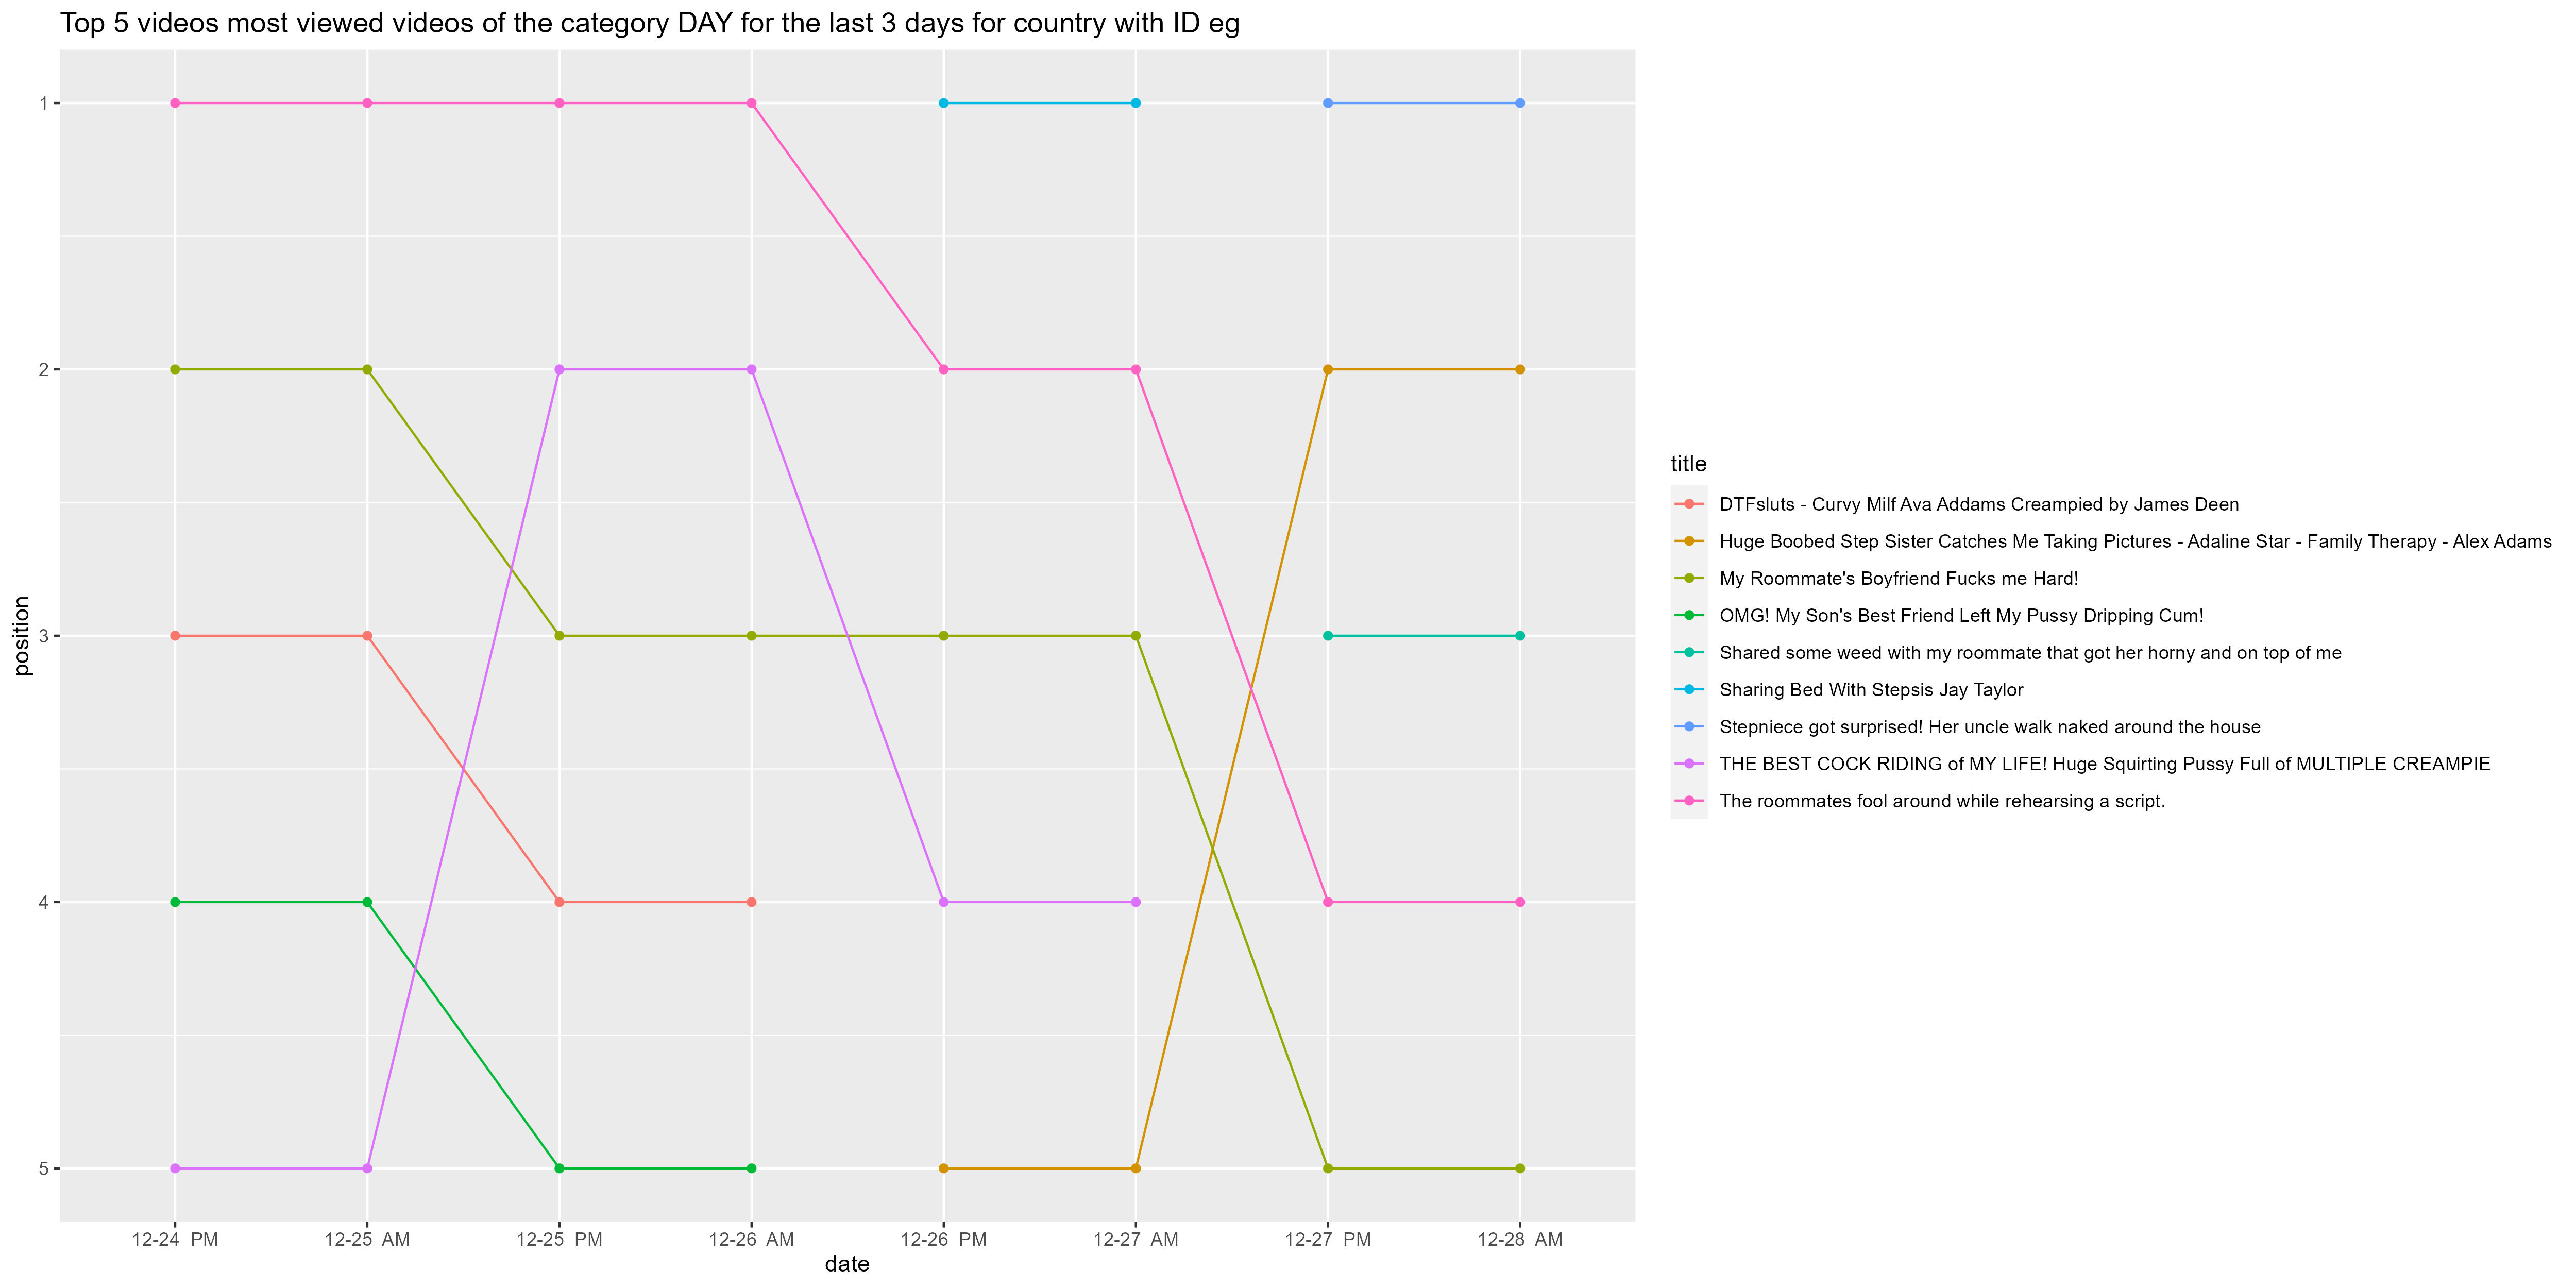 Top 5 videos most viewed videos of the category DAY for the last 3 days for country with ID eg
position
1
2
3
4
5
12-24 PM
12-25 AM
12-25 PM
12-26 AM
12-26 PM
12-27 AM
12-27 PM
12-28 AM
date
title
DTFsluts - Curvy Milf Ava Addams Creampied by James Deen
Huge Boobed Step Sister Catches Me Taking Pictures - Adaline Star - Family Therapy - Alex Adams
My Roommate's Boyfriend Fucks me Hard!
OMG! My Son's Best Friend Left My Pussy Dripping Cum!
Shared some weed with my roommate that got her horny and on top of me
Sharing Bed With Stepsis Jay Taylor
Stepniece got surprised! Her uncle walk naked around the house
THE BEST COCK RIDING of MY LIFE! Huge Squirting Pussy Full of MULTIPLE CREAMPIE
The roommates fool around while rehearsing a script.